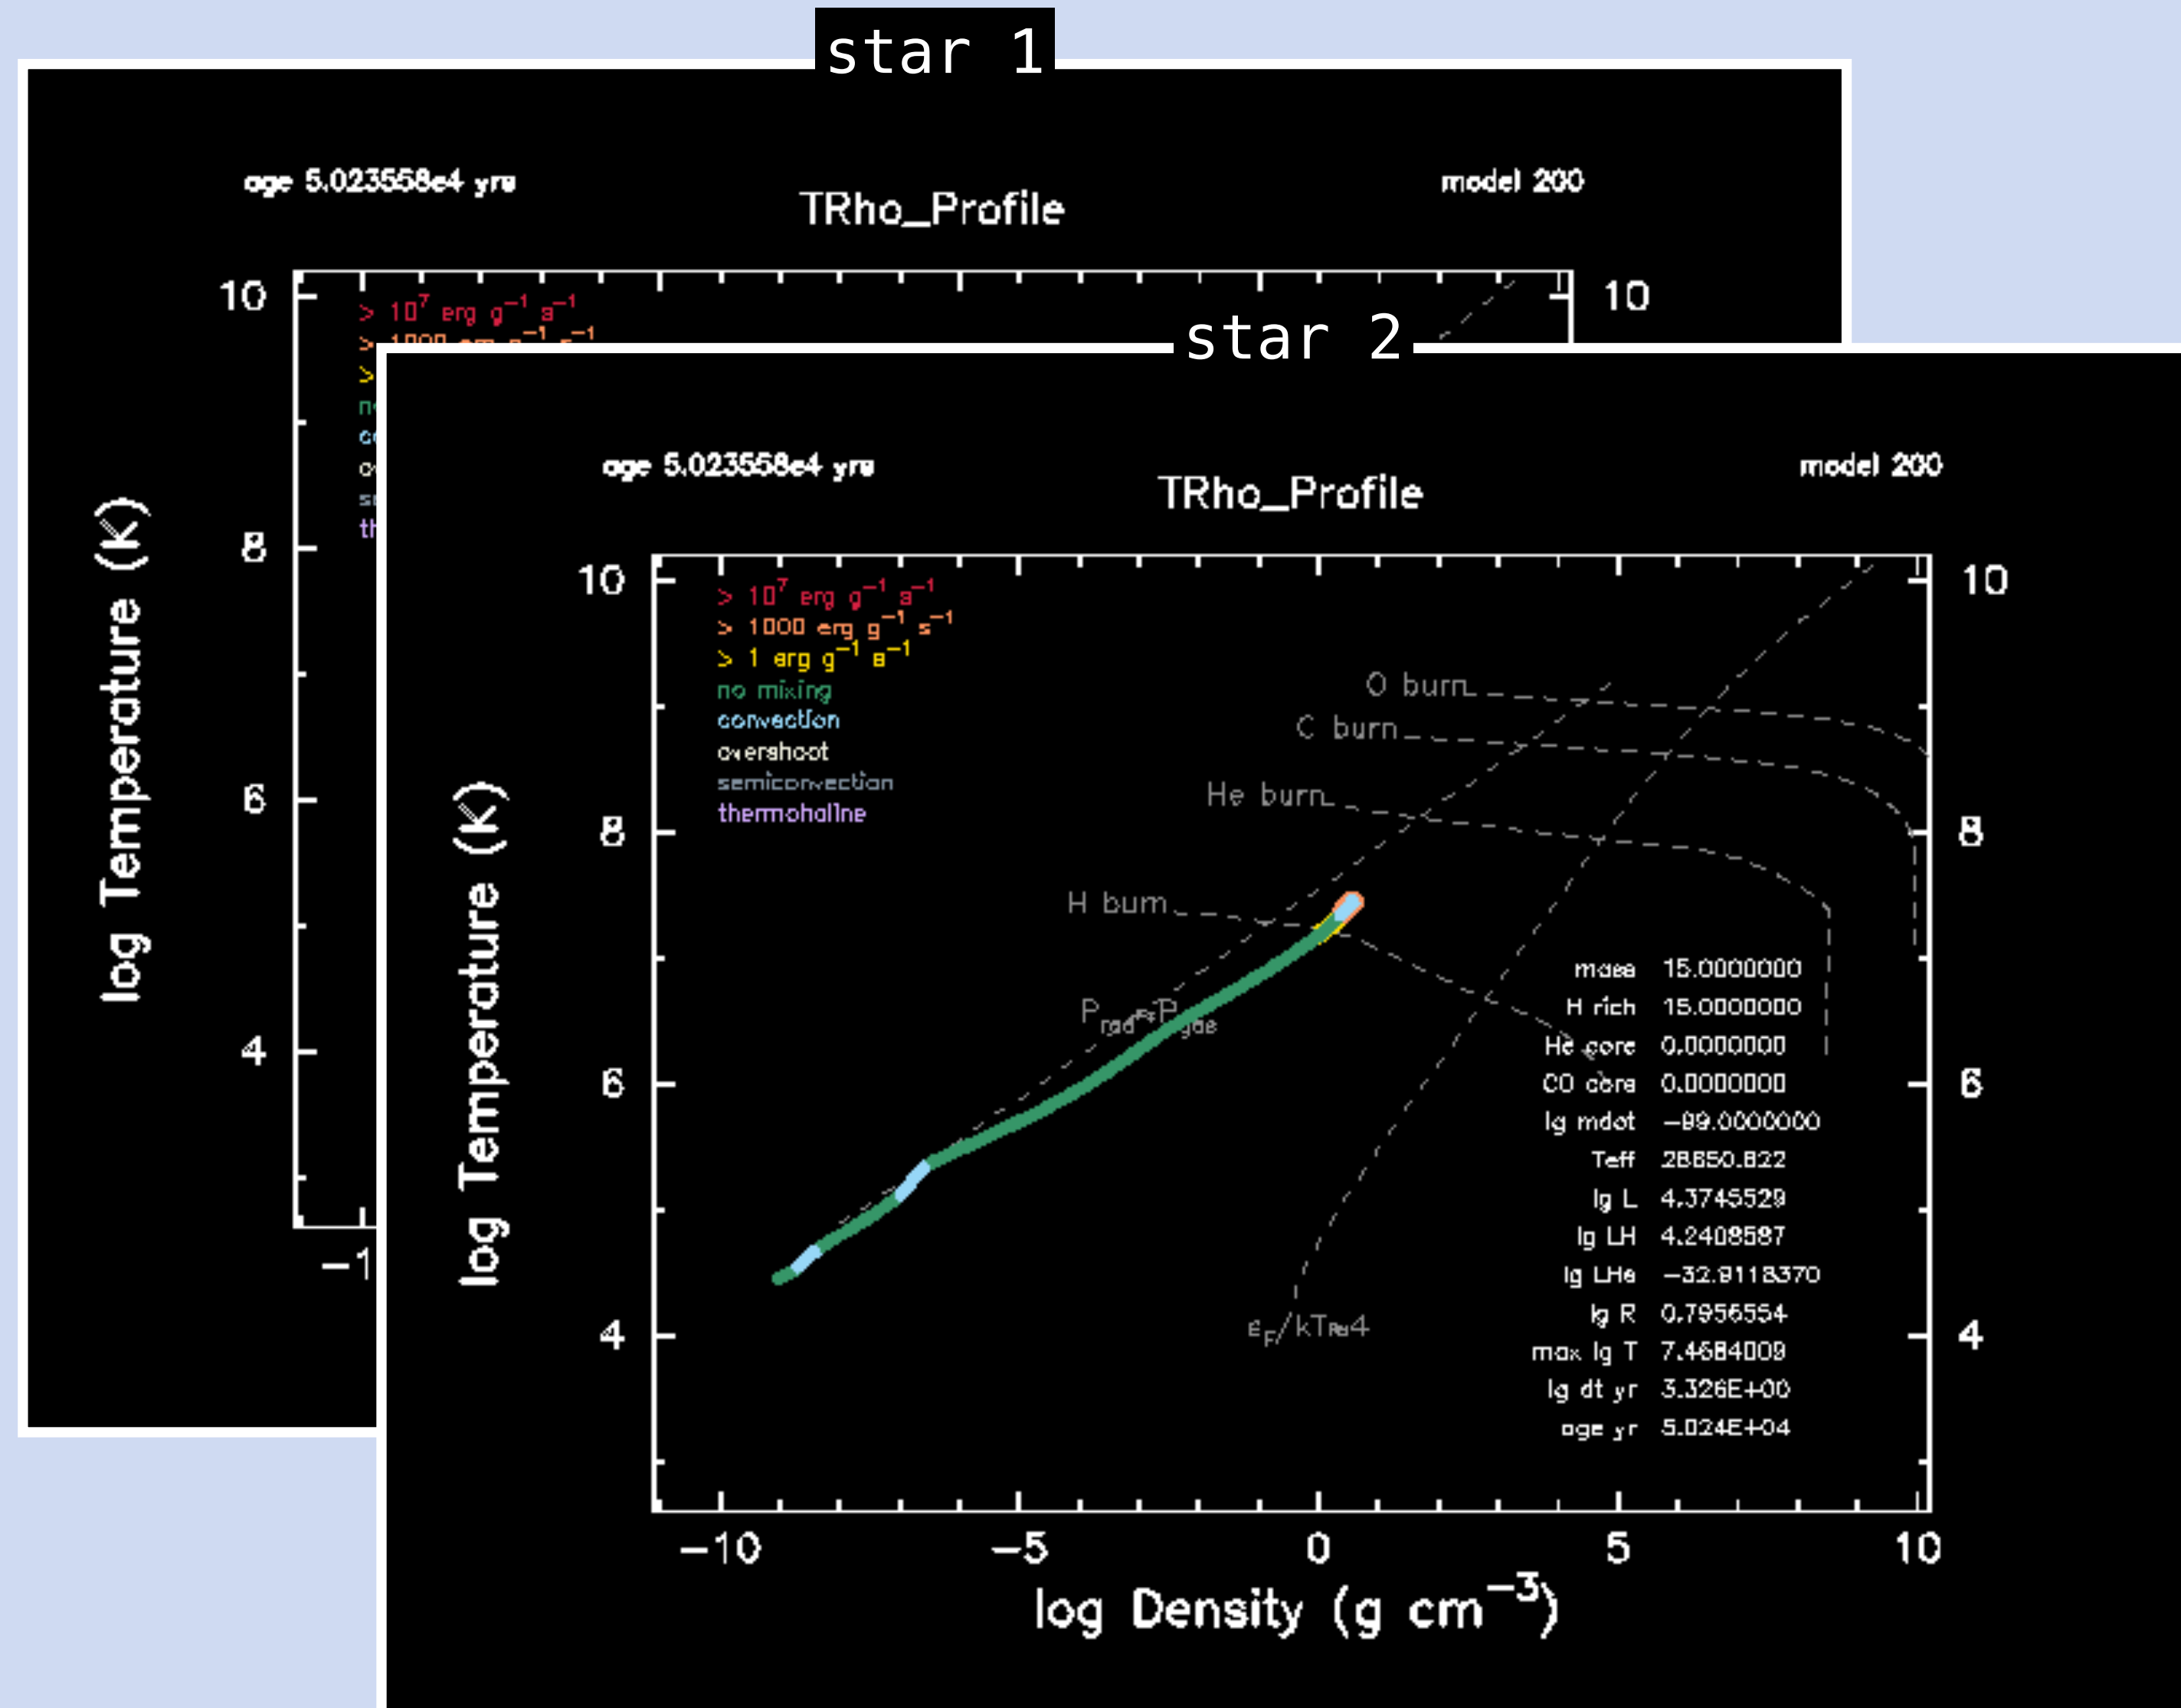 star 1
age 5.023558e4 yrs
model 200
TRho_Profile
10
10
> 10⁷ erg g⁻¹ s⁻¹
8
6
4
log Temperature (K)
−1
star 2
age 5.023558e4 yrs
model 200
TRho_Profile
10
10
> 10⁷ erg g⁻¹ s⁻¹
> 1000 erg g⁻¹ s⁻¹
> 1 erg g⁻¹ s⁻¹
no mixing
convection
overshoot
semiconvection
thermohaline
O burn
C burn
He burn
H burn
8
8
6
6
4
4
log Temperature (K)
P_rad≈P_gas
ε_F/kT≈4
mass 15.0000000
H rich 15.0000000
He core 0.0000000
CO core 0.0000000
lg mdot −99.0000000
Teff 28650.822
lg L 4.3745529
lg LH 4.2408587
lg LHe −32.9118370
lg R 0.7956554
max lg T 7.4684009
lg dt yr 3.326E+00
age yr 5.024E+04
−10
−5
0
5
10
log Density (g cm⁻³)